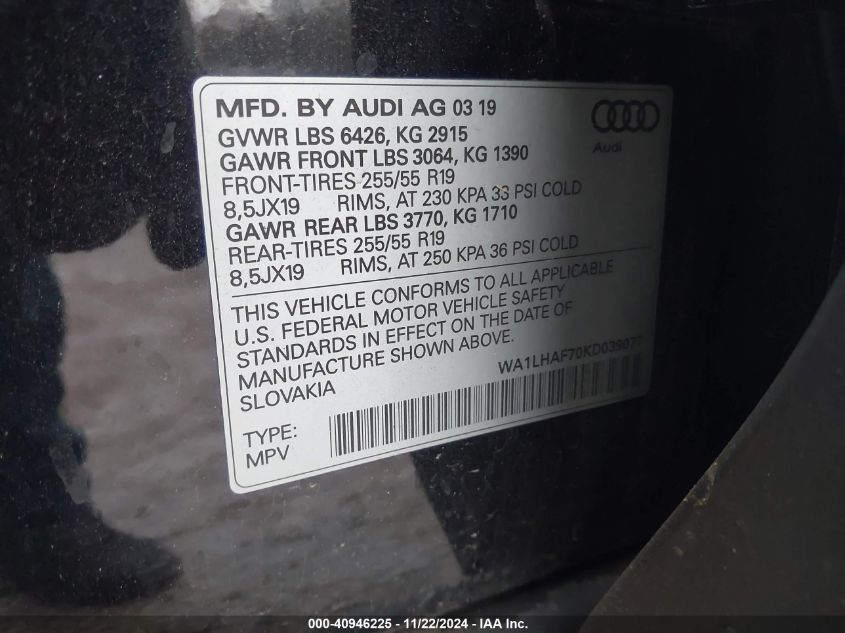 MFD. BY AUDI AG 03 19
GVWR LBS 6426, KG 2915
GAWR FRONT LBS 3064, KG 1390
FRONT-TIRES 255/55 R19
8,5JX19 RIMS, AT 230 KPA 33 PSI COLD
GAWR REAR LBS 3770, KG 1710
REAR-TIRES 255/55 R19
8,5JX19 RIMS, AT 250 KPA 36 PSI COLD
Audi
THIS VEHICLE CONFORMS TO ALL APPLICABLE
U.S. FEDERAL MOTOR VEHICLE SAFETY
STANDARDS IN EFFECT ON THE DATE OF
MANUFACTURE SHOWN ABOVE.
SLOVAKIA
WA1LHAF70KD039077
TYPE:
MPV
000-40946225 - 11/22/2024 - IAA Inc.